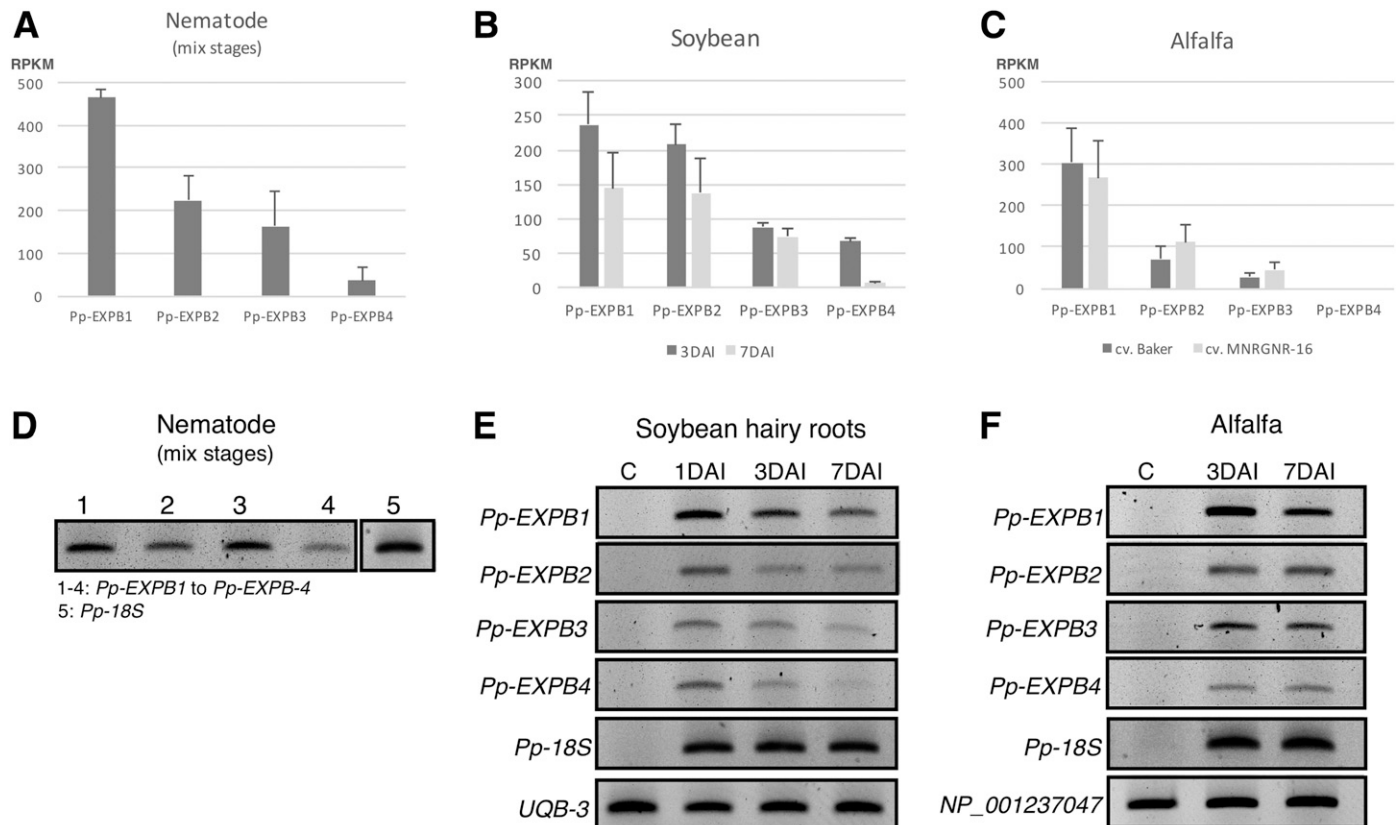 A
Nematode
(mix stages)
RPKM
500
400
300
200
100
0
Pp-EXPB1 Pp-EXPB2 Pp-EXPB3 Pp-EXPB4
B
Soybean
RPKM
300
250
200
150
100
50
0
Pp-EXPB1 Pp-EXPB2 Pp-EXPB3 Pp-EXPB4
3DAI 7DAI
C
Alfalfa
RPKM
500
400
300
200
100
0
Pp-EXPB1 Pp-EXPB2 Pp-EXPB3 Pp-EXPB4
cv. Baker cv. MNRGNR-16
D
Nematode
(mix stages)
1 2 3 4 5
1-4: Pp-EXPB1 to Pp-EXPB-4
5: Pp-18S
E
Soybean hairy roots
C 1DAI 3DAI 7DAI
Pp-EXPB1
Pp-EXPB2
Pp-EXPB3
Pp-EXPB4
Pp-18S
UQB-3
F
Alfalfa
C 3DAI 7DAI
Pp-EXPB1
Pp-EXPB2
Pp-EXPB3
Pp-EXPB4
Pp-18S
NP_001237047